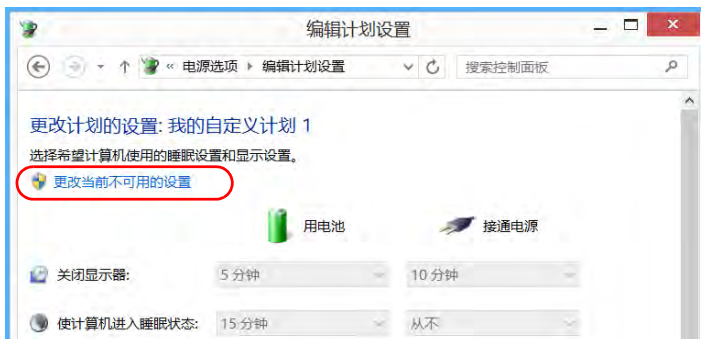 编辑计划设置
« 电源选项 ▸ 编辑计划设置 搜索控制面板
更改计划的设置: 我的自定义计划 1
选择希望计算机使用的睡眠设置和显示设置。
更改当前不可用的设置
用电池 接通电源
关闭显示器: 5 分钟 10 分钟
使计算机进入睡眠状态: 15 分钟 从不